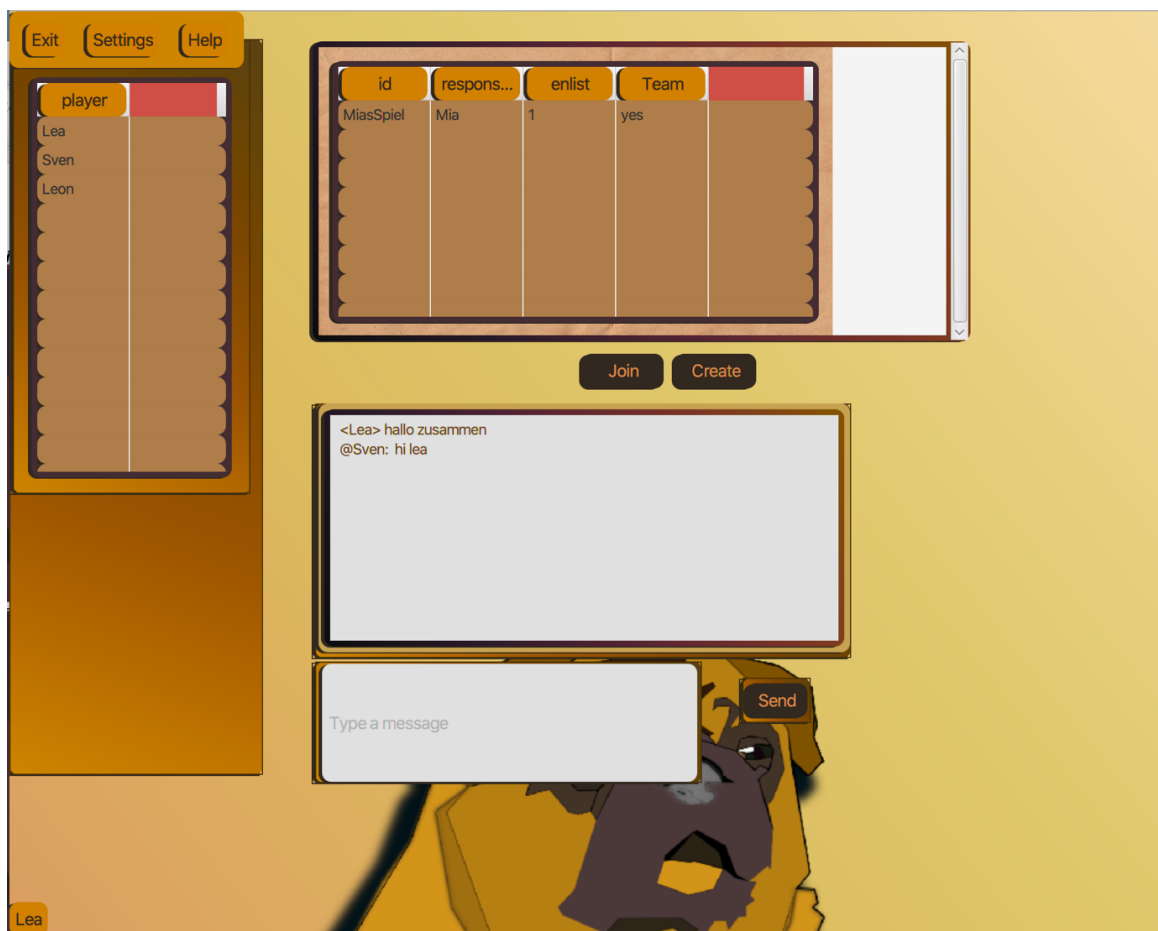 Exit Settings Help
player
Lea
Sven
Leon
id respons... enlist Team
MiasSpiel Mia 1 yes
Join Create
<Lea> hallo zusammen
@Sven: hi lea
Type a message
Send
Lea